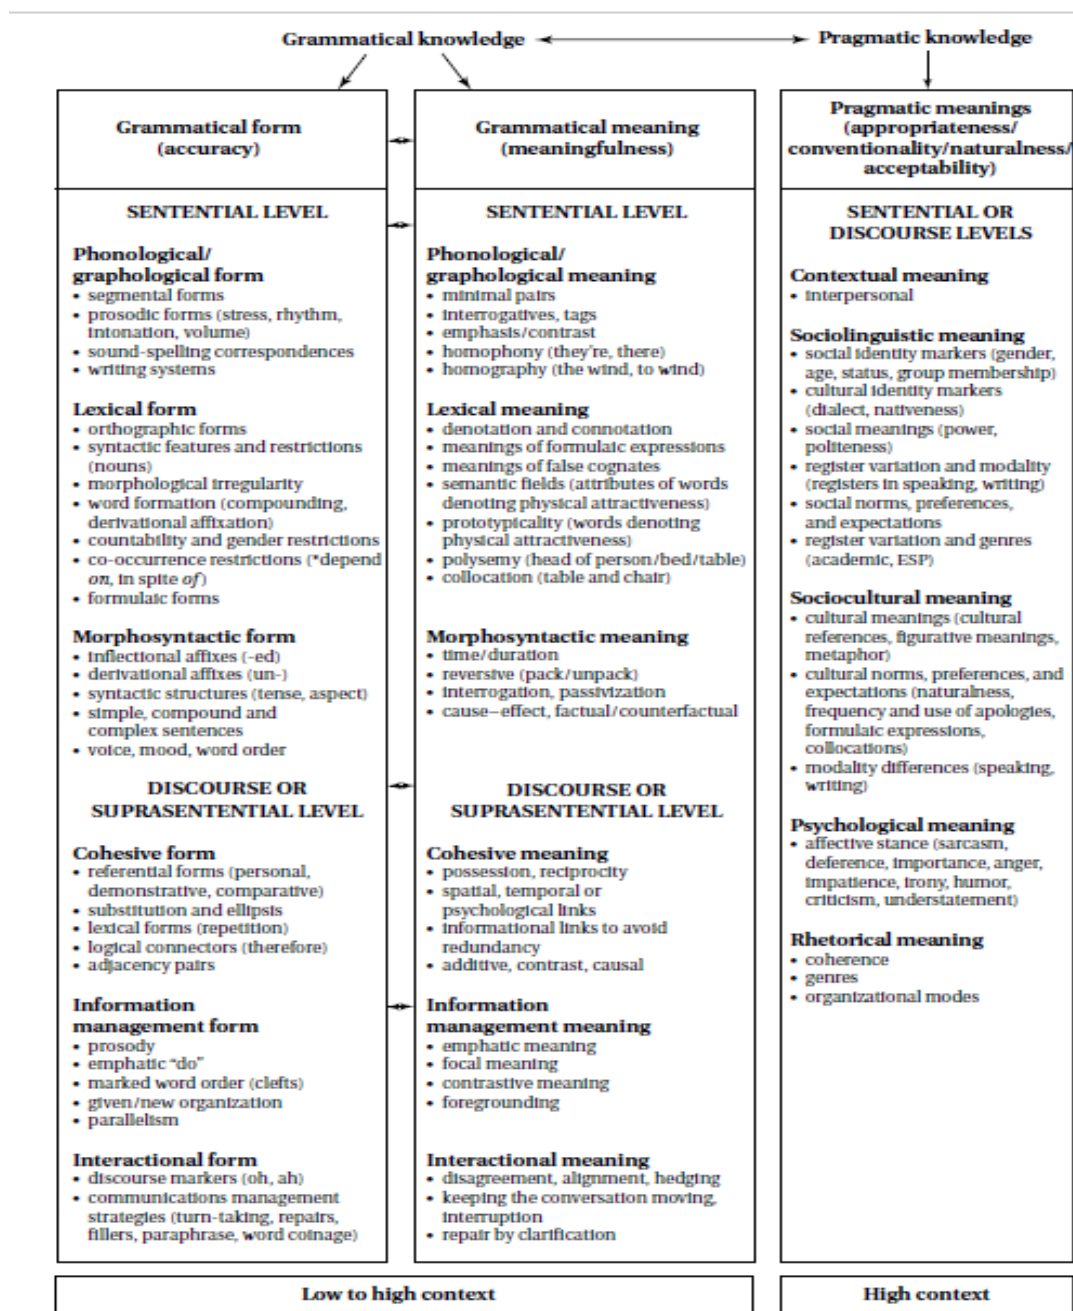 Grammatical knowledge
Pragmatic knowledge
Grammatical form
(accuracy)
SENTENTIAL LEVEL
Phonological/
graphological form
• segmental forms
• prosodic forms (stress, rhythm,
intonation, volume)
• sound-spelling correspondences
• writing systems
Lexical form
• orthographic forms
• syntactic features and restrictions
(nouns)
• morphological irregularity
• word formation (compounding,
derivational affixation)
• countability and gender restrictions
• co-occurrence restrictions (*depend
on, in spite of)
• formulaic forms
Morphosyntactic form
• inflectional affixes (-ed)
• derivational affixes (un-)
• syntactic structures (tense, aspect)
• simple, compound and
complex sentences
• voice, mood, word order
DISCOURSE OR
SUPRASENTENTIAL LEVEL
Cohesive form
• referential forms (personal,
demonstrative, comparative)
• substitution and ellipsis
• lexical forms (repetition)
• logical connectors (therefore)
• adjacency pairs
Information
management form
• prosody
• emphatic “do”
• marked word order (clefts)
• given/new organization
• parallelism
Interactional form
• discourse markers (oh, ah)
• communications management
strategies (turn-taking, repairs,
fillers, paraphrase, word coinage)
Grammatical meaning
(meaningfulness)
SENTENTIAL LEVEL
Phonological/
graphological meaning
• minimal pairs
• interrogatives, tags
• emphasis/contrast
• homophony (they’re, there)
• homography (the wind, to wind)
Lexical meaning
• denotation and connotation
• meanings of formulaic expressions
• meanings of false cognates
• semantic fields (attributes of words
denoting physical attractiveness)
• prototypicality (words denoting
physical attractiveness)
• polysemy (head of person/bed/table)
• collocation (table and chair)
Morphosyntactic meaning
• time/duration
• reversive (pack/unpack)
• interrogation, passivization
• cause–effect, factual/counterfactual
DISCOURSE OR
SUPRASENTENTIAL LEVEL
Cohesive meaning
• possession, reciprocity
• spatial, temporal or
psychological links
• informational links to avoid
redundancy
• additive, contrast, causal
Information
management meaning
• emphatic meaning
• focal meaning
• contrastive meaning
• foregrounding
Interactional meaning
• disagreement, alignment, hedging
• keeping the conversation moving,
interruption
• repair by clarification
Pragmatic meanings
(appropriateness/
conventionality/naturalness/
acceptability)
SENTENTIAL OR
DISCOURSE LEVELS
Contextual meaning
• interpersonal
Sociolinguistic meaning
• social identity markers (gender,
age, status, group membership)
• cultural identity markers
(dialect, nativeness)
• social meanings (power,
politeness)
• register variation and modality
(registers in speaking, writing)
• social norms, preferences,
and expectations
• register variation and genres
(academic, ESP)
Sociocultural meaning
• cultural meanings (cultural
references, figurative meanings,
metaphor)
• cultural norms, preferences, and
expectations (naturalness,
frequency and use of apologies,
formulaic expressions,
collocations)
• modality differences (speaking,
writing)
Psychological meaning
• affective stance (sarcasm,
deference, importance, anger,
impatience, irony, humor,
criticism, understatement)
Rhetorical meaning
• coherence
• genres
• organizational modes
Low to high context
High context